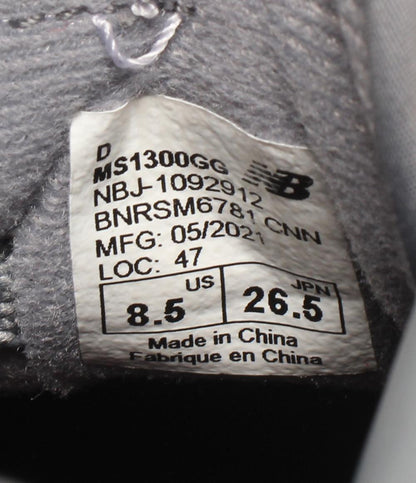 D
MS1300GG
NBJ-1092912
BNRSM6781 CNN
MFG: 05/2021
LOC: 47
US JPN
8.5 26.5
Made in China
Fabrique en China
NB